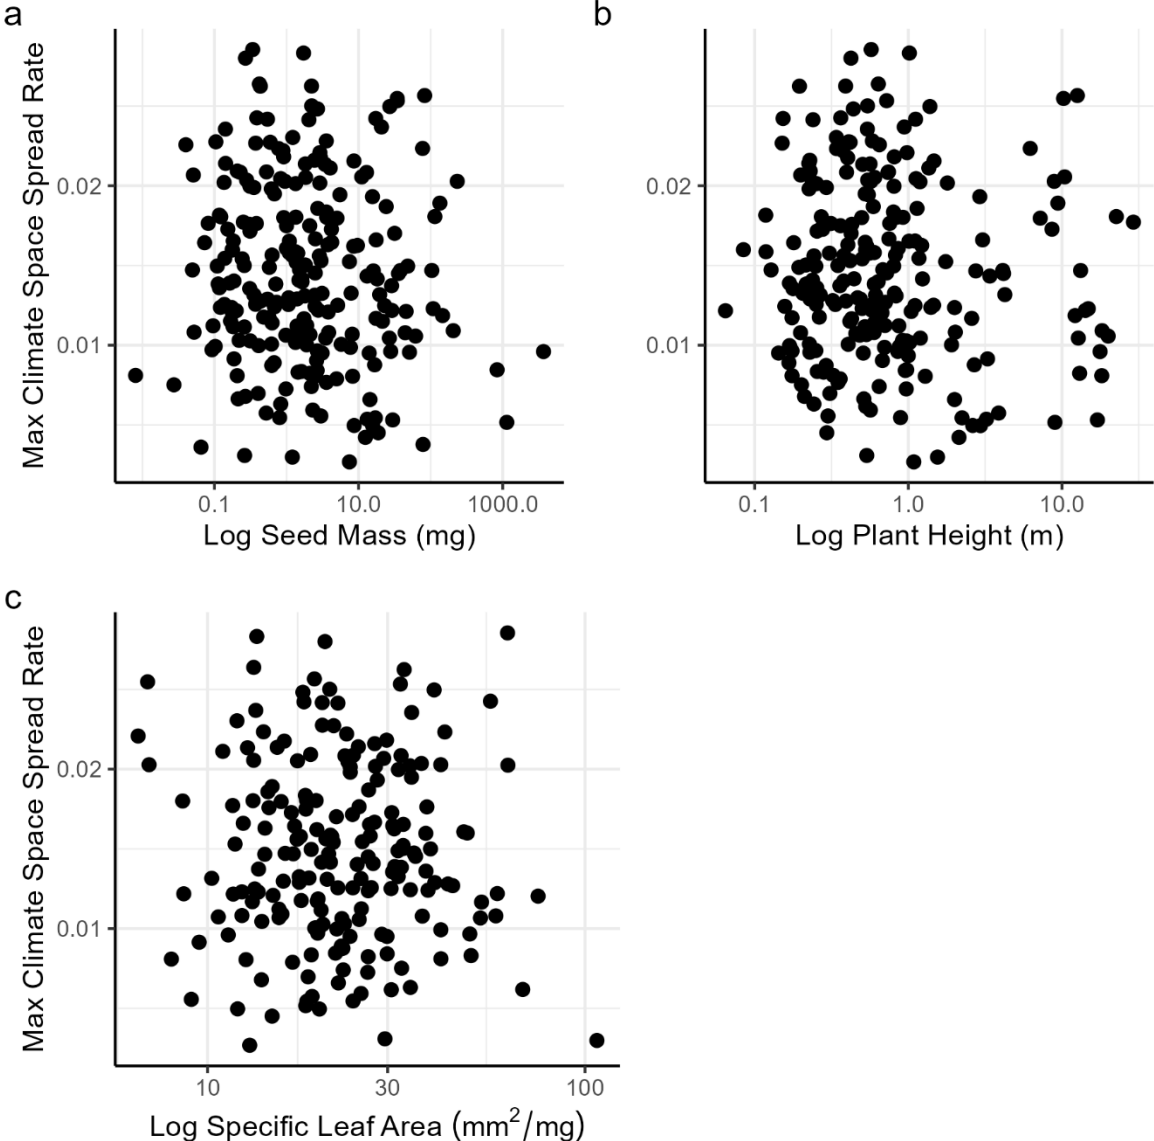 a
Max Climate Space Spread Rate
0.02
0.01
0.1 10.0 1000.0
Log Seed Mass (mg)
b
Max Climate Space Spread Rate
0.02
0.01
0.1 1.0 10.0
Log Plant Height (m)
c
Max Climate Space Spread Rate
0.02
0.01
10 30 100
Log Specific Leaf Area (mm²/mg)